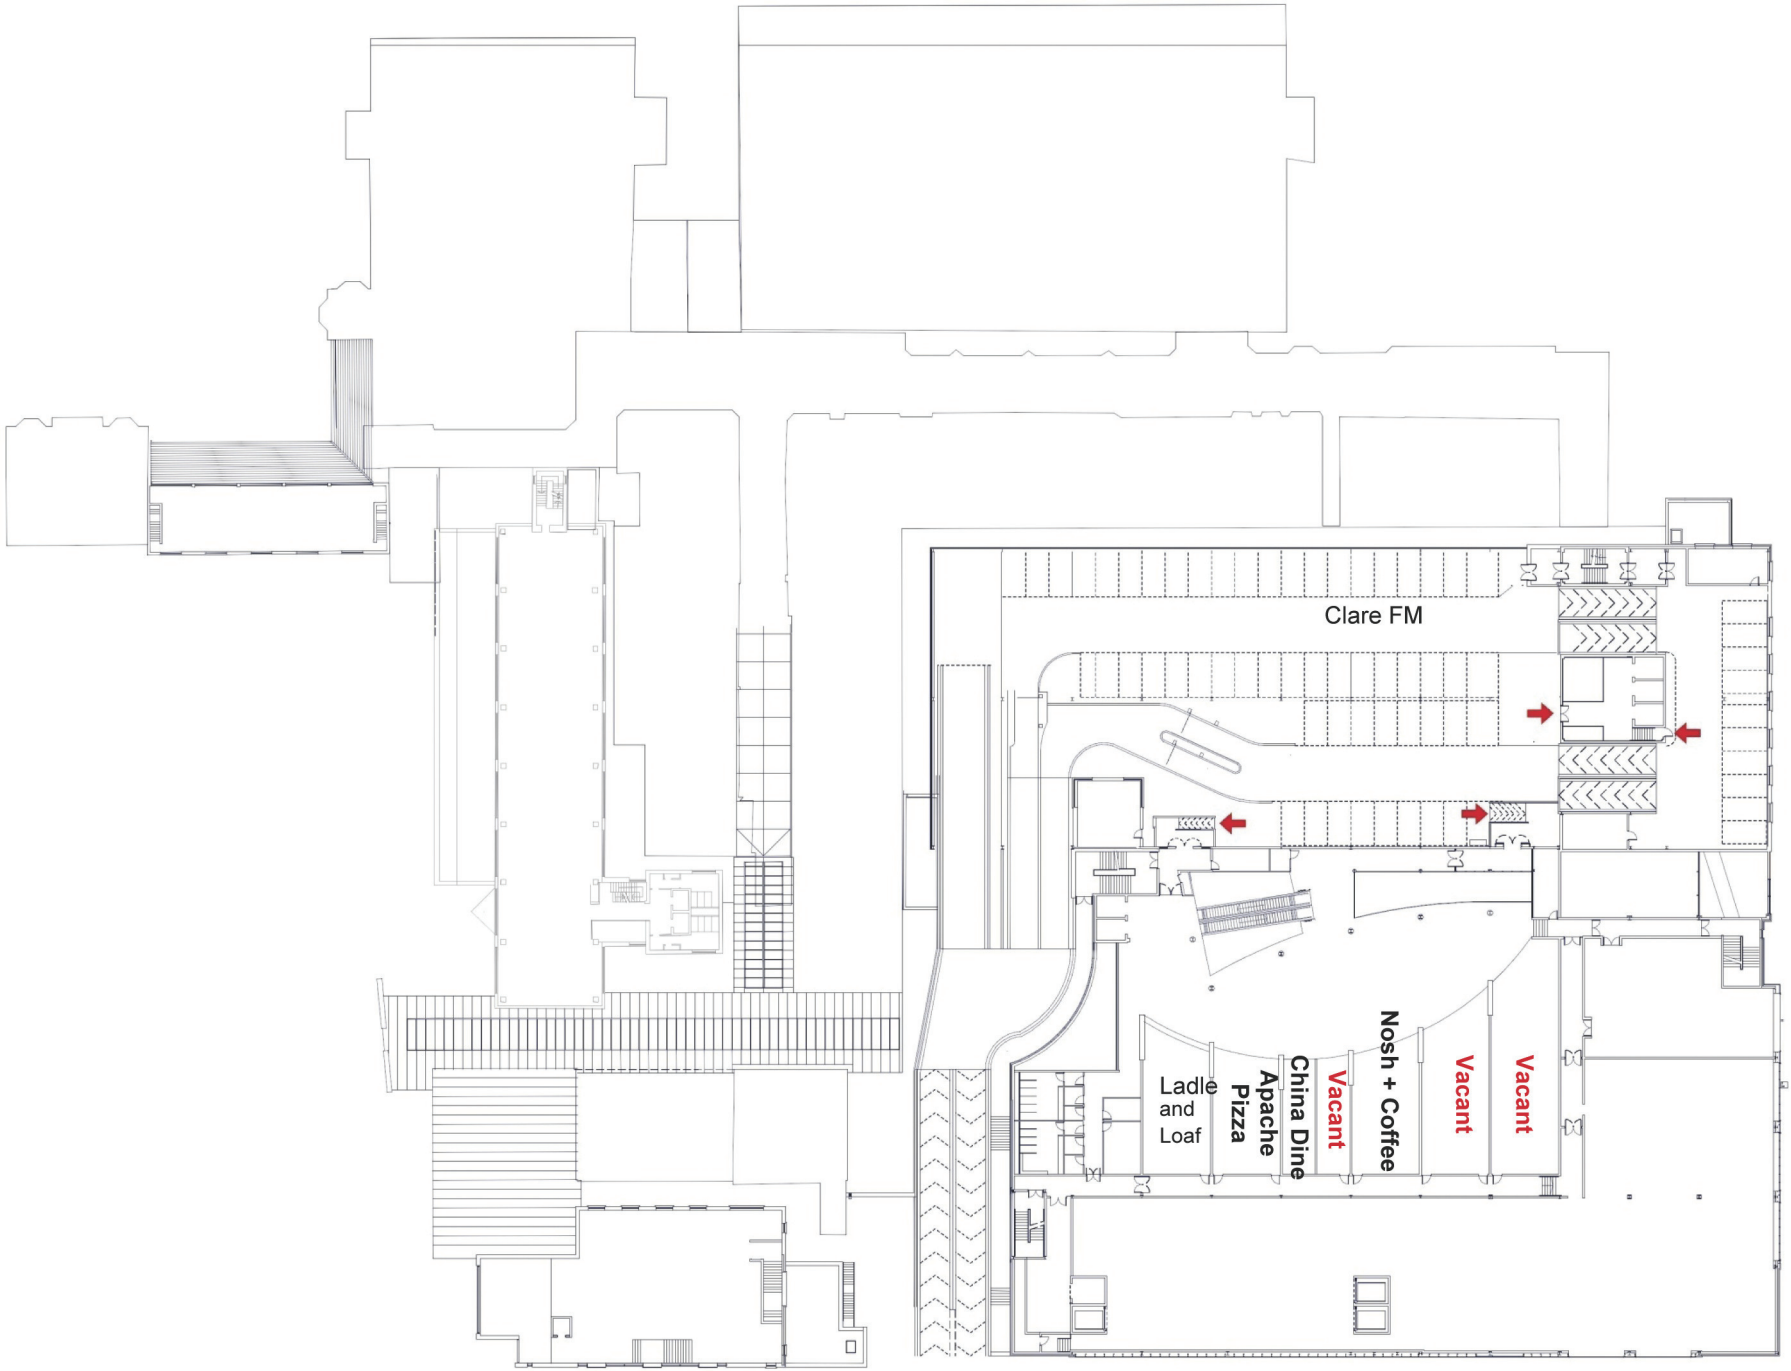 Clare FM
Ladle
and
Loaf
Apache
Pizza
China Dine
Vacant
Nosh + Coffee
Vacant
Vacant